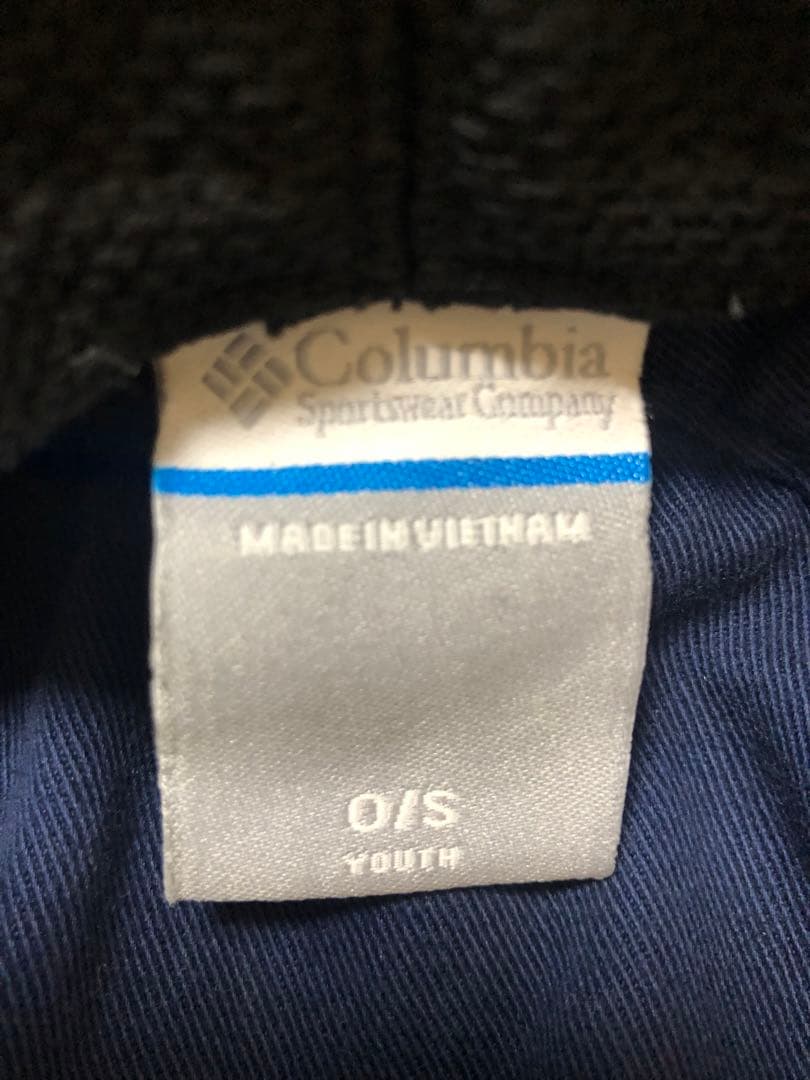 Columbia
Sportswear Company
MADE IN VIETNAM
O/S
YOUTH